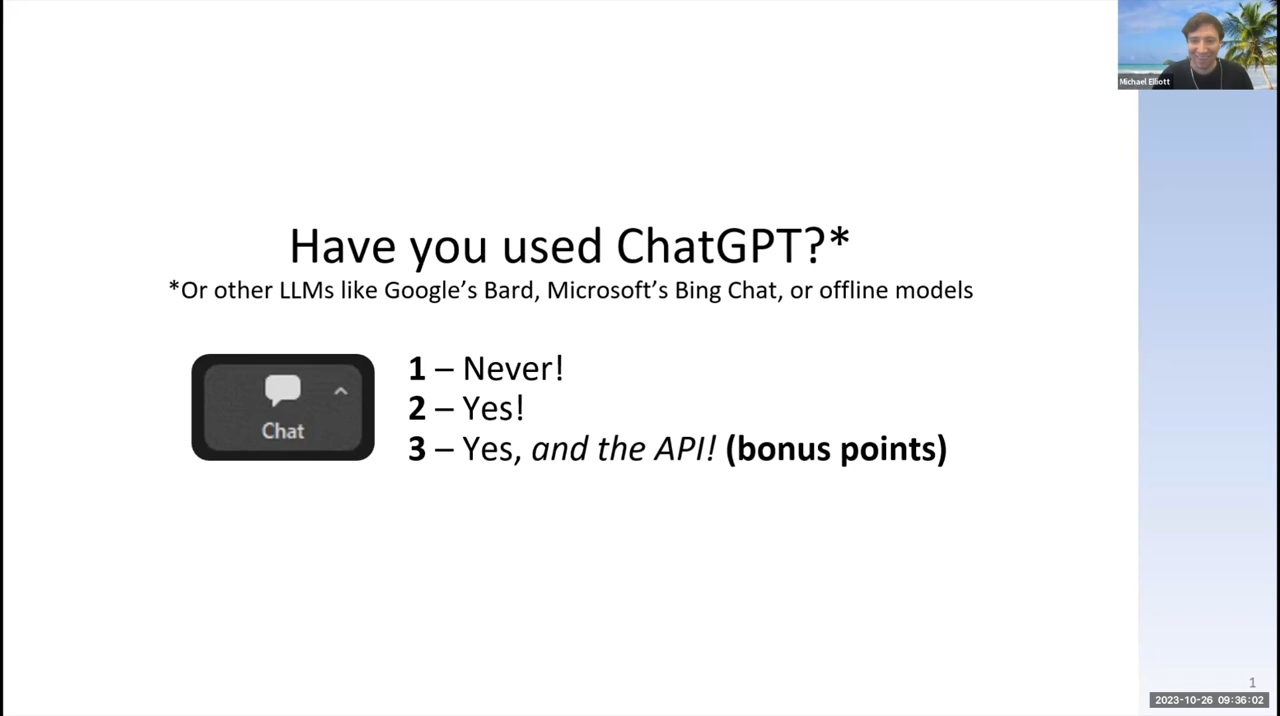 Michael Elliott
Have you used ChatGPT?*
*Or other LLMs like Google’s Bard, Microsoft’s Bing Chat, or offline models
Chat
1 – Never!
2 – Yes!
3 – Yes, and the API! (bonus points)
1
2023-10-26 09:36:02